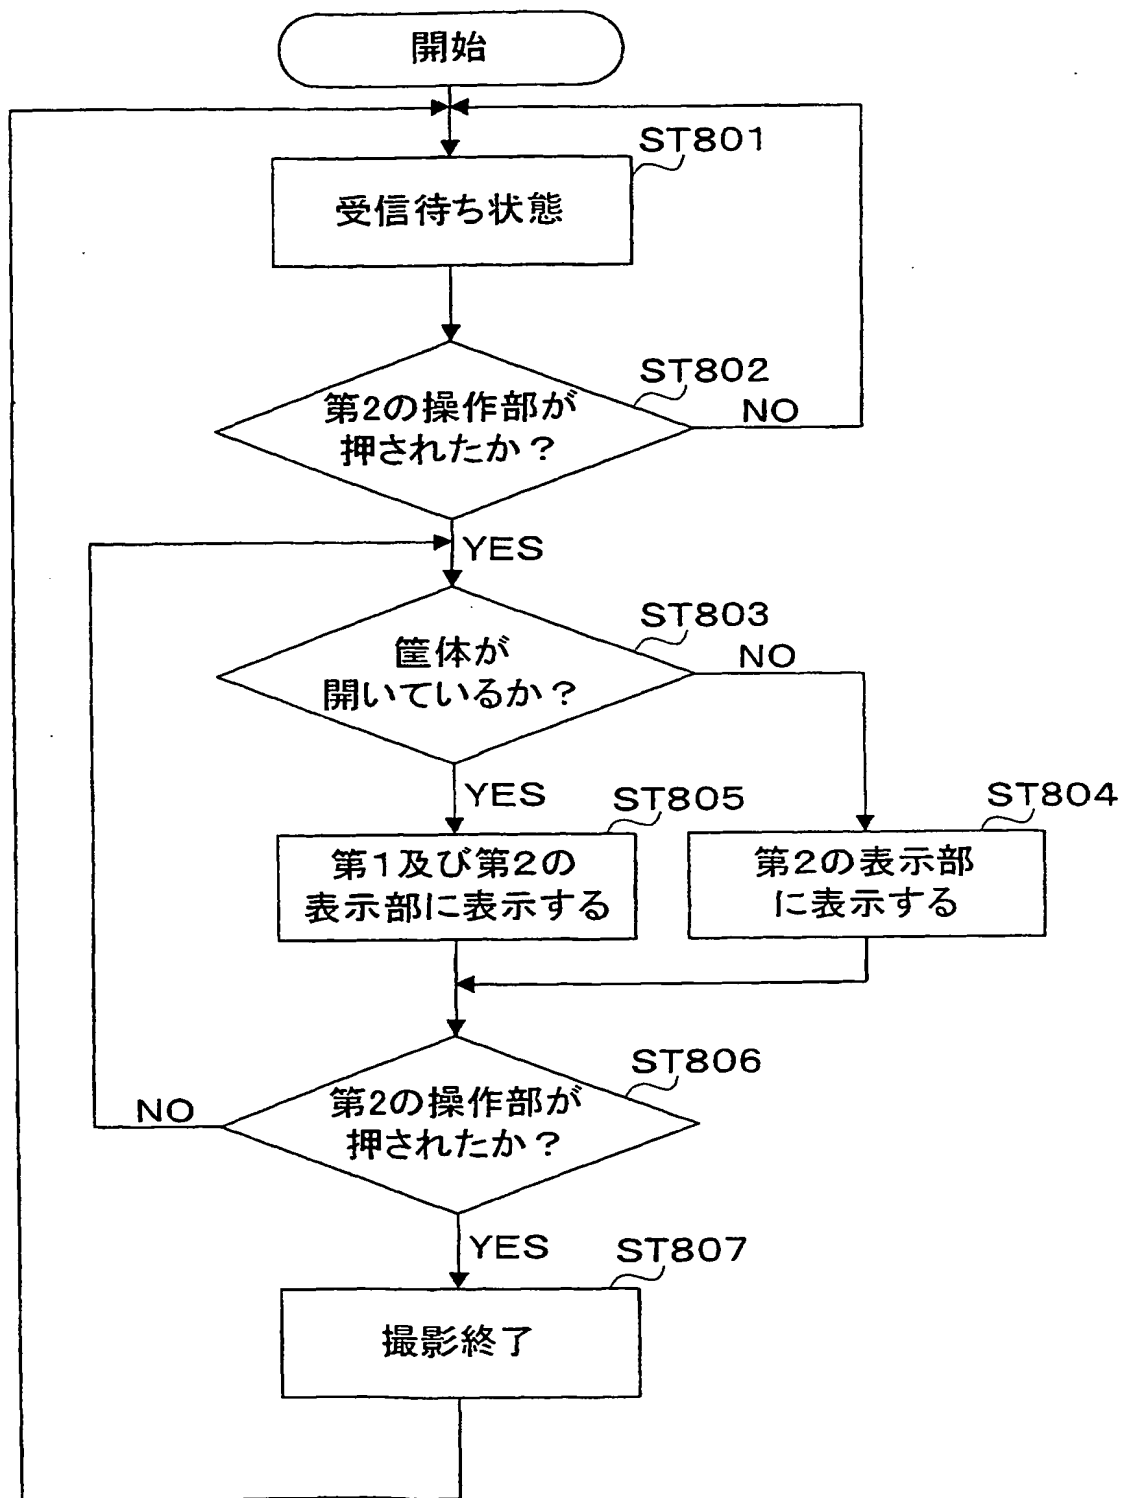 開始
ST801
受信待ち状態
ST802
第2の操作部が
押されたか？
NO
YES
ST803
筐体が
開いているか？
NO
YES
ST805
ST804
第1及び第2の
表示部に表示する
第2の表示部
に表示する
ST806
第2の操作部が
押されたか？
NO
YES
ST807
撮影終了